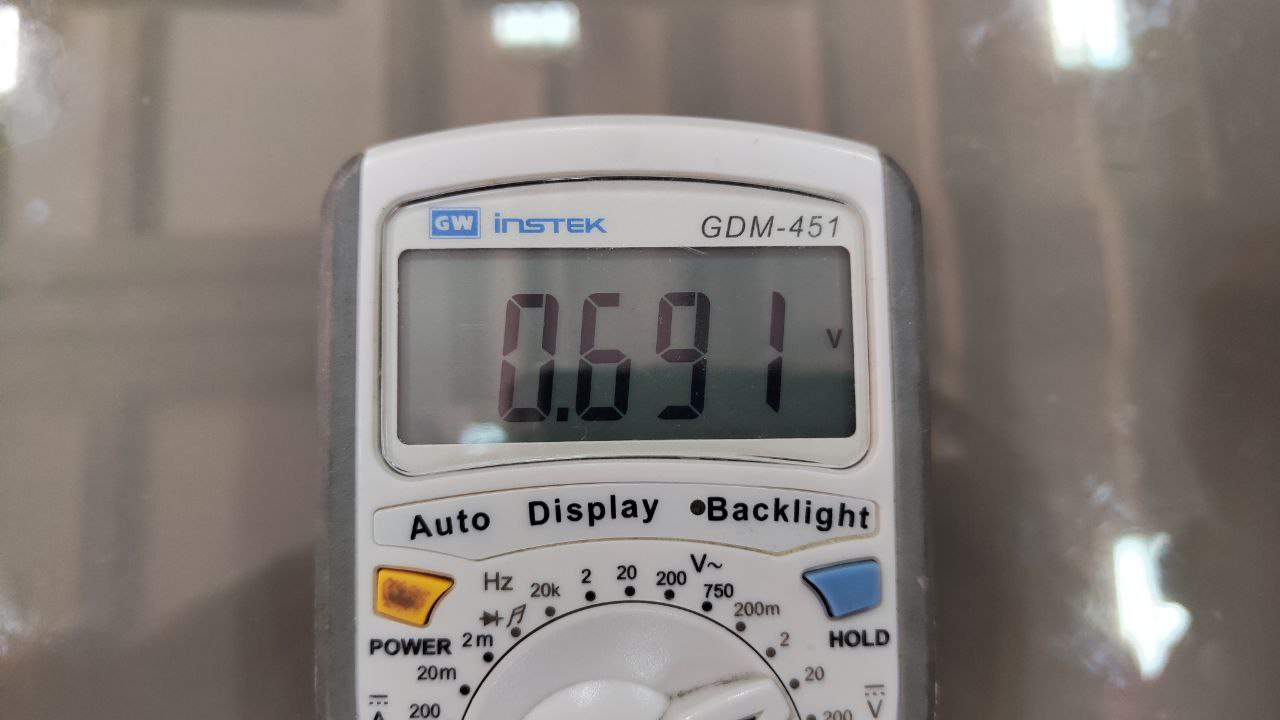 GW INSTEK GDM-451
0.691 V
Auto Display •Backlight
POWER
HOLD
Hz
20k 2 20 200 V~ 750 200m 2 20 200
2m
20m
200
A
V